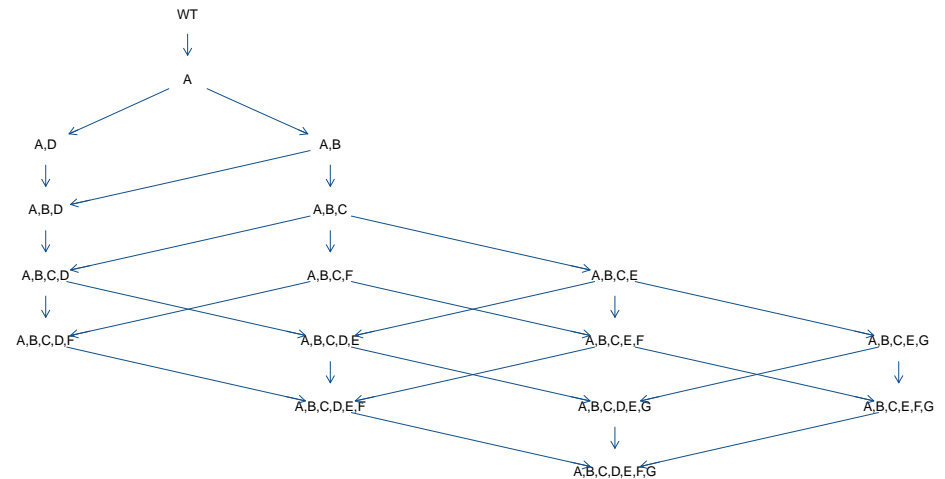 WT
A
A,D
A,B
A,B,D
A,B,C
A,B,C,D
A,B,C,F
A,B,C,E
A,B,C,D,F
A,B,C,D,E
A,B,C,E,F
A,B,C,E,G
A,B,C,D,E,F
A,B,C,D,E,G
A,B,C,E,F,G
A,B,C,D,E,F,G